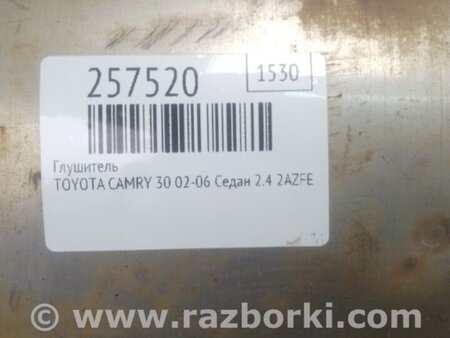 257520
1530
Глушитель
TOYOTA CAMRY 30 02-06 Седан 2.4 2AZFE
© www.razborki.com